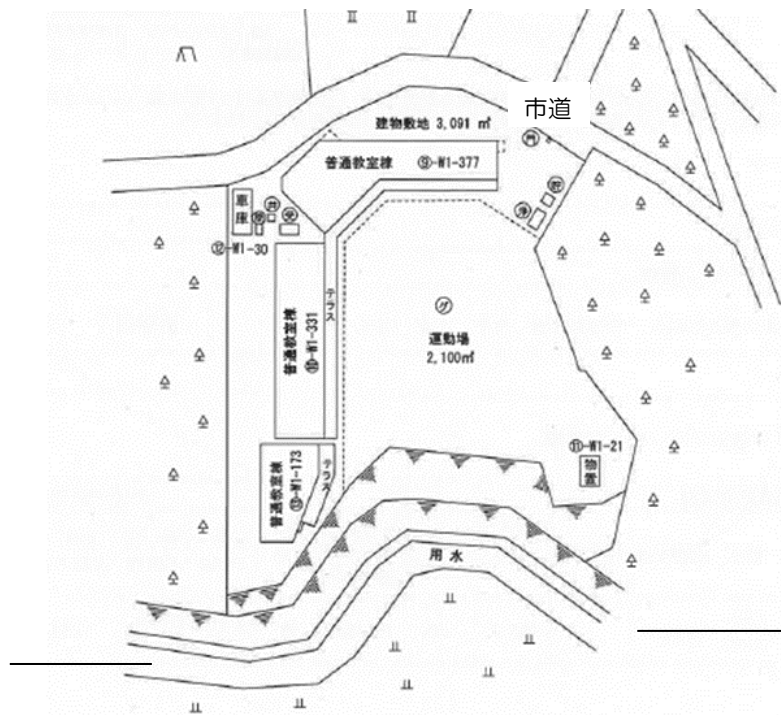 市道
建物敷地 3,091 ㎡
門
普通教室棟 ⑨-W1-377
車庫
⑫-W1-30
テラス
普通教室棟 ⑩-W1-331
グ
運動場
2,100㎡
⑪-W1-21
物置
テラス
普通教室棟 ⑬-W1-173
用水